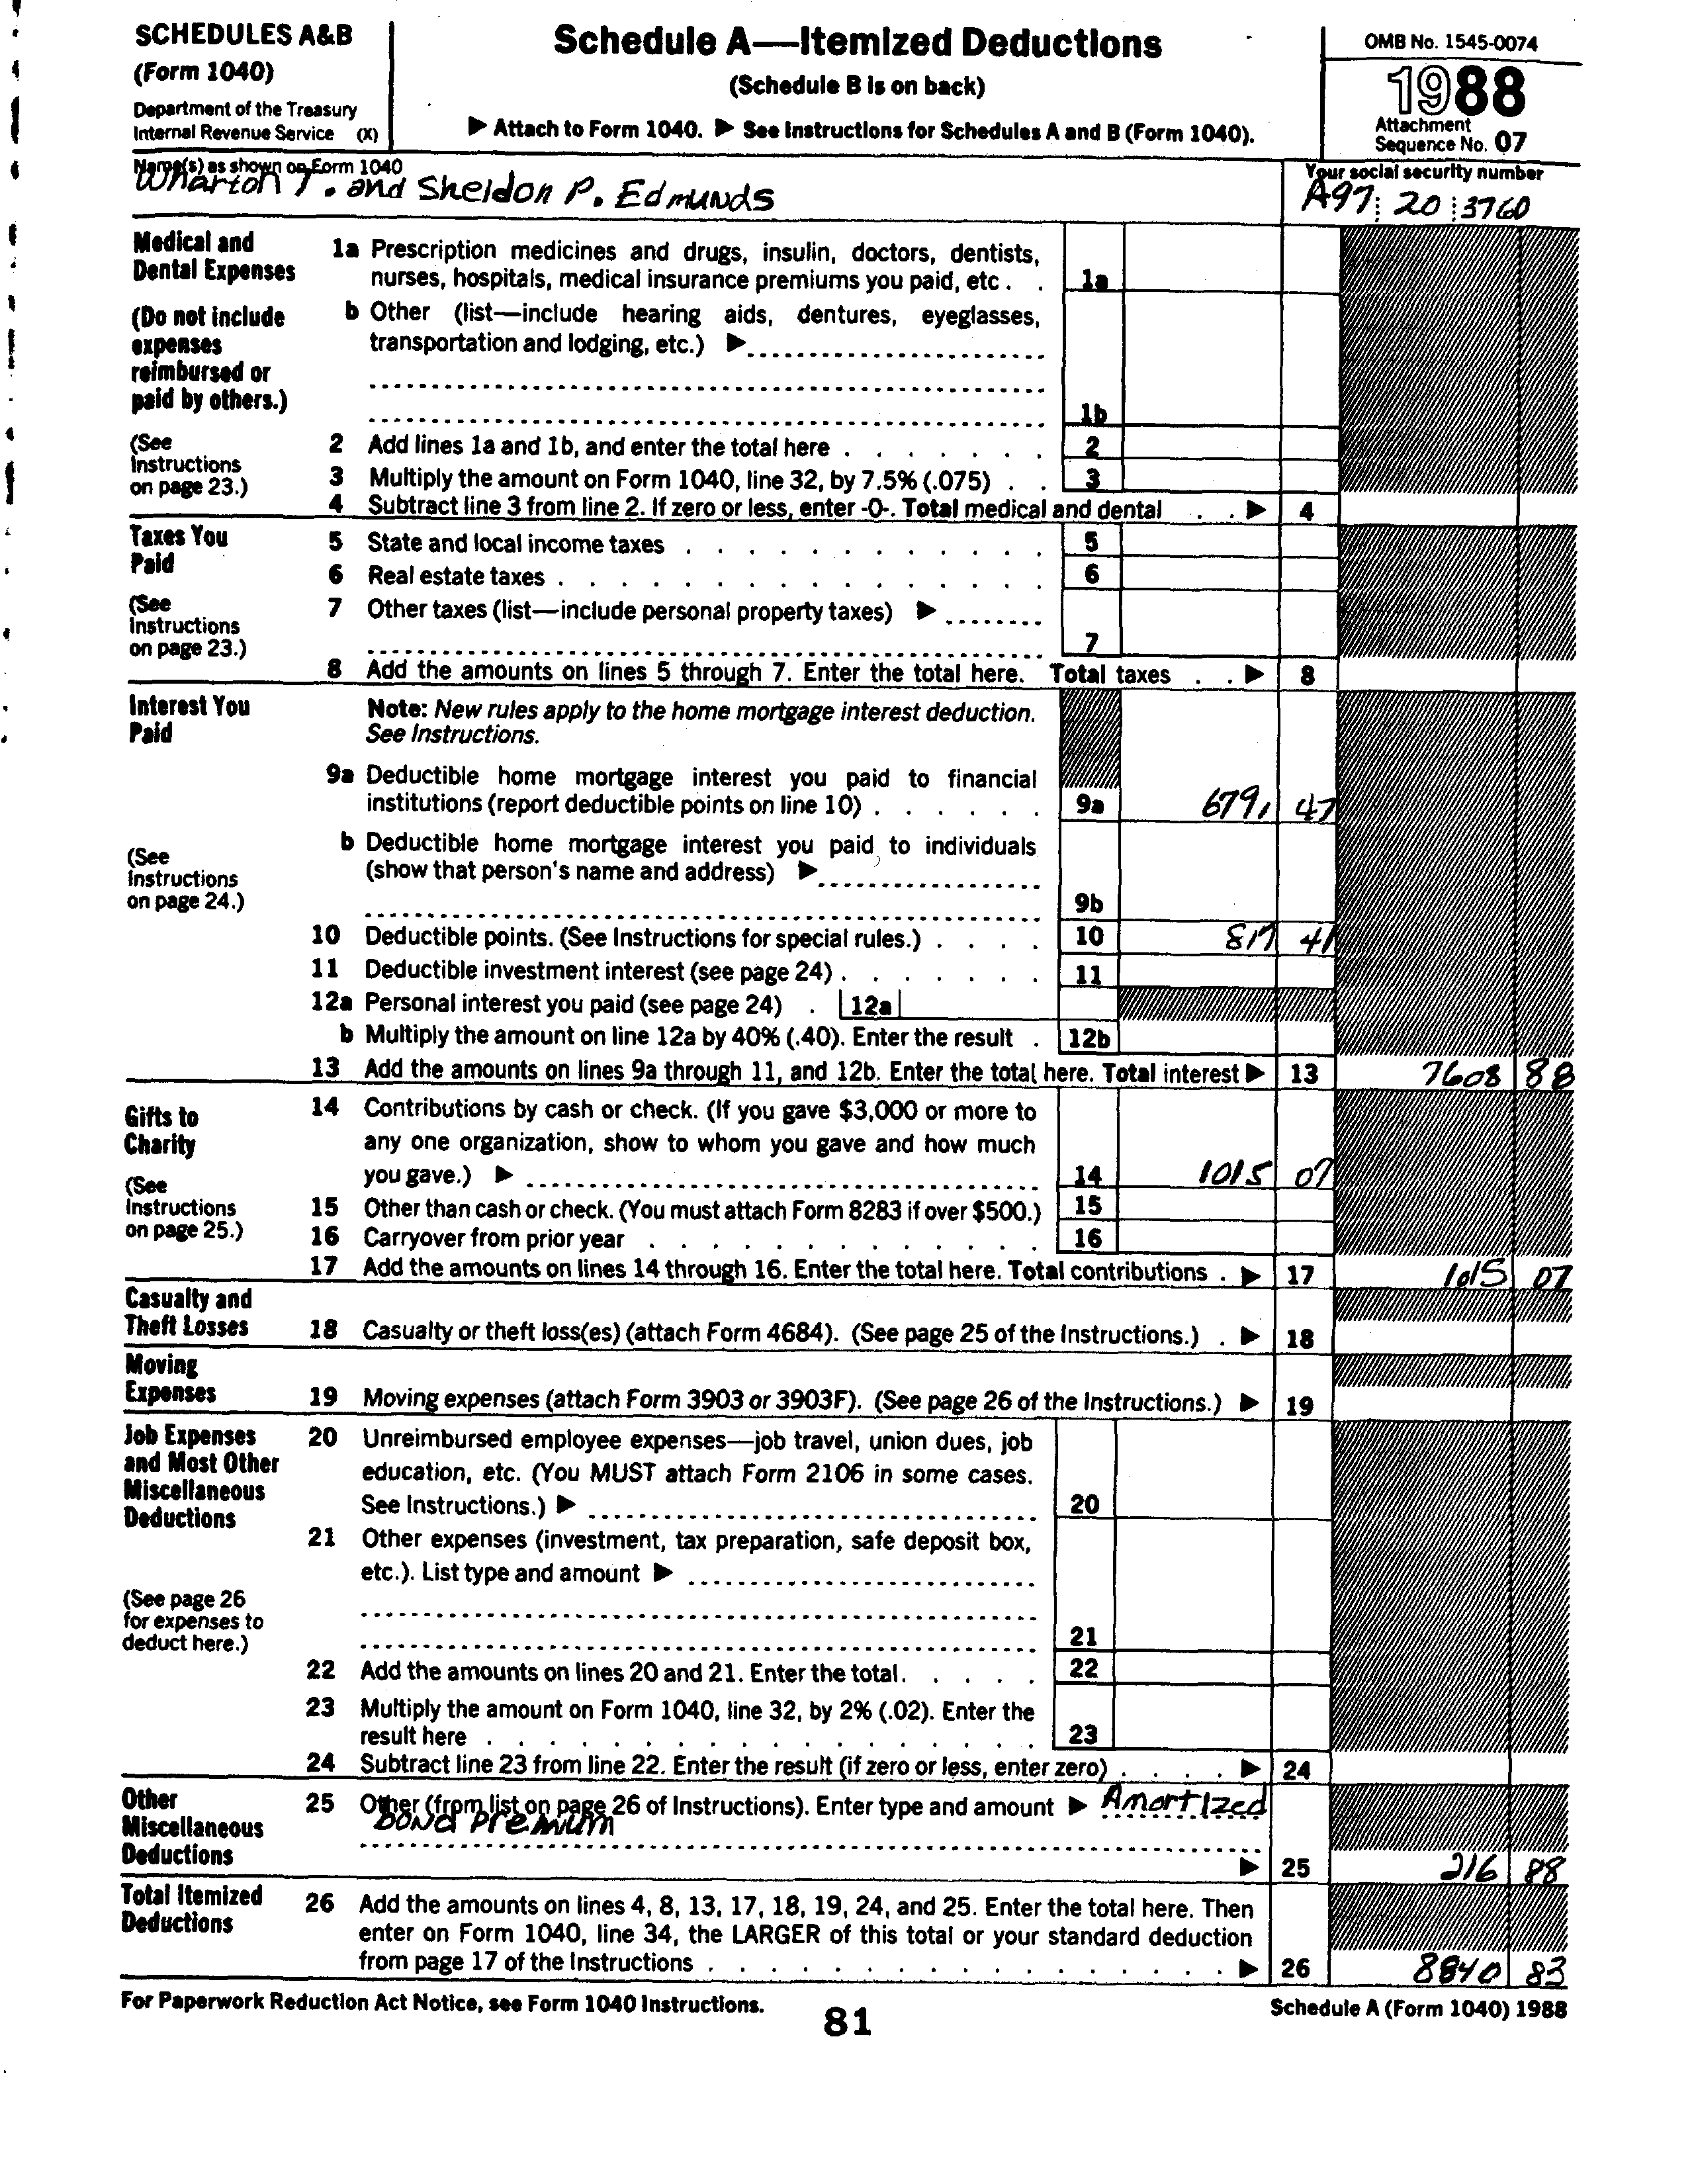 SCHEDULES A&B
(Form 1040)
Department of the Treasury
Internal Revenue Service (X)
Schedule A—Itemized Deductions
(Schedule B is on back)
▶ Attach to Form 1040. ▶ See Instructions for Schedules A and B (Form 1040).
OMB No. 1545-0074
1988
Attachment
Sequence No. 07
Name(s) as shown on Form 1040
Wharton T. and Sheldon P. Edmunds
Your social security number
A97 20 3760
Medical and
Dental Expenses
(Do not include
expenses
reimbursed or
paid by others.)
(See
Instructions
on page 23.)
1a Prescription medicines and drugs, insulin, doctors, dentists,
nurses, hospitals, medical insurance premiums you paid, etc . . 1a
b Other (list—include hearing aids, dentures, eyeglasses,
transportation and lodging, etc.) ▶
1b
2 Add lines 1a and 1b, and enter the total here . . . . . . . 2
3 Multiply the amount on Form 1040, line 32, by 7.5% (.075) . . 3
4 Subtract line 3 from line 2. If zero or less, enter -0-. Total medical and dental . . ▶ 4
Taxes You
Paid
(See
Instructions
on page 23.)
5 State and local income taxes . . . . . . . . . . . . 5
6 Real estate taxes . . . . . . . . . . . . . . . . 6
7 Other taxes (list—include personal property taxes) ▶
7
8 Add the amounts on lines 5 through 7. Enter the total here. Total taxes . . ▶ 8
Interest You
Paid
(See
Instructions
on page 24.)
Note: New rules apply to the home mortgage interest deduction.
See Instructions.
9a Deductible home mortgage interest you paid to financial
institutions (report deductible points on line 10) . . . . . . 9a 6791 47
b Deductible home mortgage interest you paid to individuals
(show that person's name and address) ▶
9b
10 Deductible points. (See Instructions for special rules.) . . . . 10 817 41
11 Deductible investment interest (see page 24) . . . . . . . 11
12a Personal interest you paid (see page 24) . 12a
b Multiply the amount on line 12a by 40% (.40). Enter the result . 12b
13 Add the amounts on lines 9a through 11, and 12b. Enter the total here. Total interest ▶ 13 7608 88
Gifts to
Charity
(See
Instructions
on page 25.)
14 Contributions by cash or check. (If you gave $3,000 or more to
any one organization, show to whom you gave and how much
you gave.) ▶ 14 1015 07
15 Other than cash or check. (You must attach Form 8283 if over $500.) 15
16 Carryover from prior year . . . . . . . . . . . . . 16
17 Add the amounts on lines 14 through 16. Enter the total here. Total contributions . ▶ 17 1015 07
Casualty and
Theft Losses
18 Casualty or theft loss(es) (attach Form 4684). (See page 25 of the Instructions.) . ▶ 18
Moving
Expenses
19 Moving expenses (attach Form 3903 or 3903F). (See page 26 of the Instructions.) ▶ 19
Job Expenses
and Most Other
Miscellaneous
Deductions
(See page 26
for expenses to
deduct here.)
20 Unreimbursed employee expenses—job travel, union dues, job
education, etc. (You MUST attach Form 2106 in some cases.
See Instructions.) ▶ 20
21 Other expenses (investment, tax preparation, safe deposit box,
etc.). List type and amount ▶
21
22 Add the amounts on lines 20 and 21. Enter the total. . . . . 22
23 Multiply the amount on Form 1040, line 32, by 2% (.02). Enter the
result here . . . . . . . . . . . . . . . . . . 23
24 Subtract line 23 from line 22. Enter the result (if zero or less, enter zero) . . . . ▶ 24
Other
Miscellaneous
Deductions
25 Other (from list on page 26 of Instructions). Enter type and amount ▶ Amortized
Bond Premium
▶ 25 216 88
Total Itemized
Deductions
26 Add the amounts on lines 4, 8, 13, 17, 18, 19, 24, and 25. Enter the total here. Then
enter on Form 1040, line 34, the LARGER of this total or your standard deduction
from page 17 of the Instructions . . . . . . . . . . . . . . . . . ▶ 26 8840 83
For Paperwork Reduction Act Notice, see Form 1040 Instructions.
81
Schedule A (Form 1040) 1988